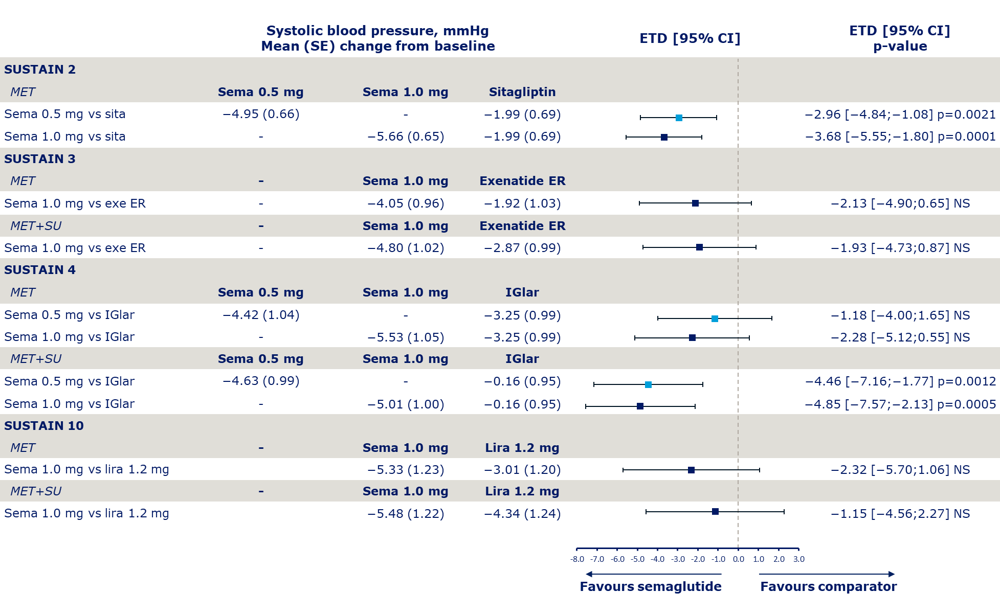 Systolic blood pressure, mmHg
Mean (SE) change from baseline
ETD [95% CI]
ETD [95% CI]
p-value
SUSTAIN 2
MET Sema 0.5 mg Sema 1.0 mg Sitagliptin
Sema 0.5 mg vs sita −4.95 (0.66) - −1.99 (0.69) −2.96 [−4.84;−1.08] p=0.0021
Sema 1.0 mg vs sita - −5.66 (0.65) −1.99 (0.69) −3.68 [−5.55;−1.80] p=0.0001
SUSTAIN 3
MET - Sema 1.0 mg Exenatide ER
Sema 1.0 mg vs exe ER - −4.05 (0.96) −1.92 (1.03) −2.13 [−4.90;0.65] NS
MET+SU - Sema 1.0 mg Exenatide ER
Sema 1.0 mg vs exe ER - −4.80 (1.02) −2.87 (0.99) −1.93 [−4.73;0.87] NS
SUSTAIN 4
MET Sema 0.5 mg Sema 1.0 mg IGlar
Sema 0.5 mg vs IGlar −4.42 (1.04) - −3.25 (0.99) −1.18 [−4.00;1.65] NS
Sema 1.0 mg vs IGlar - −5.53 (1.05) −3.25 (0.99) −2.28 [−5.12;0.55] NS
MET+SU Sema 0.5 mg Sema 1.0 mg IGlar
Sema 0.5 mg vs IGlar −4.63 (0.99) - −0.16 (0.95) −4.46 [−7.16;−1.77] p=0.0012
Sema 1.0 mg vs IGlar - −5.01 (1.00) −0.16 (0.95) −4.85 [−7.57;−2.13] p=0.0005
SUSTAIN 10
MET - Sema 1.0 mg Lira 1.2 mg
Sema 1.0 mg vs lira 1.2 mg −5.33 (1.23) −3.01 (1.20) −2.32 [−5.70;1.06] NS
MET+SU - Sema 1.0 mg Lira 1.2 mg
Sema 1.0 mg vs lira 1.2 mg −5.48 (1.22) −4.34 (1.24) −1.15 [−4.56;2.27] NS
-8.0 -7.0 -6.0 -5.0 -4.0 -3.0 -2.0 -1.0 0.0 1.0 2.0 3.0
Favours semaglutide Favours comparator